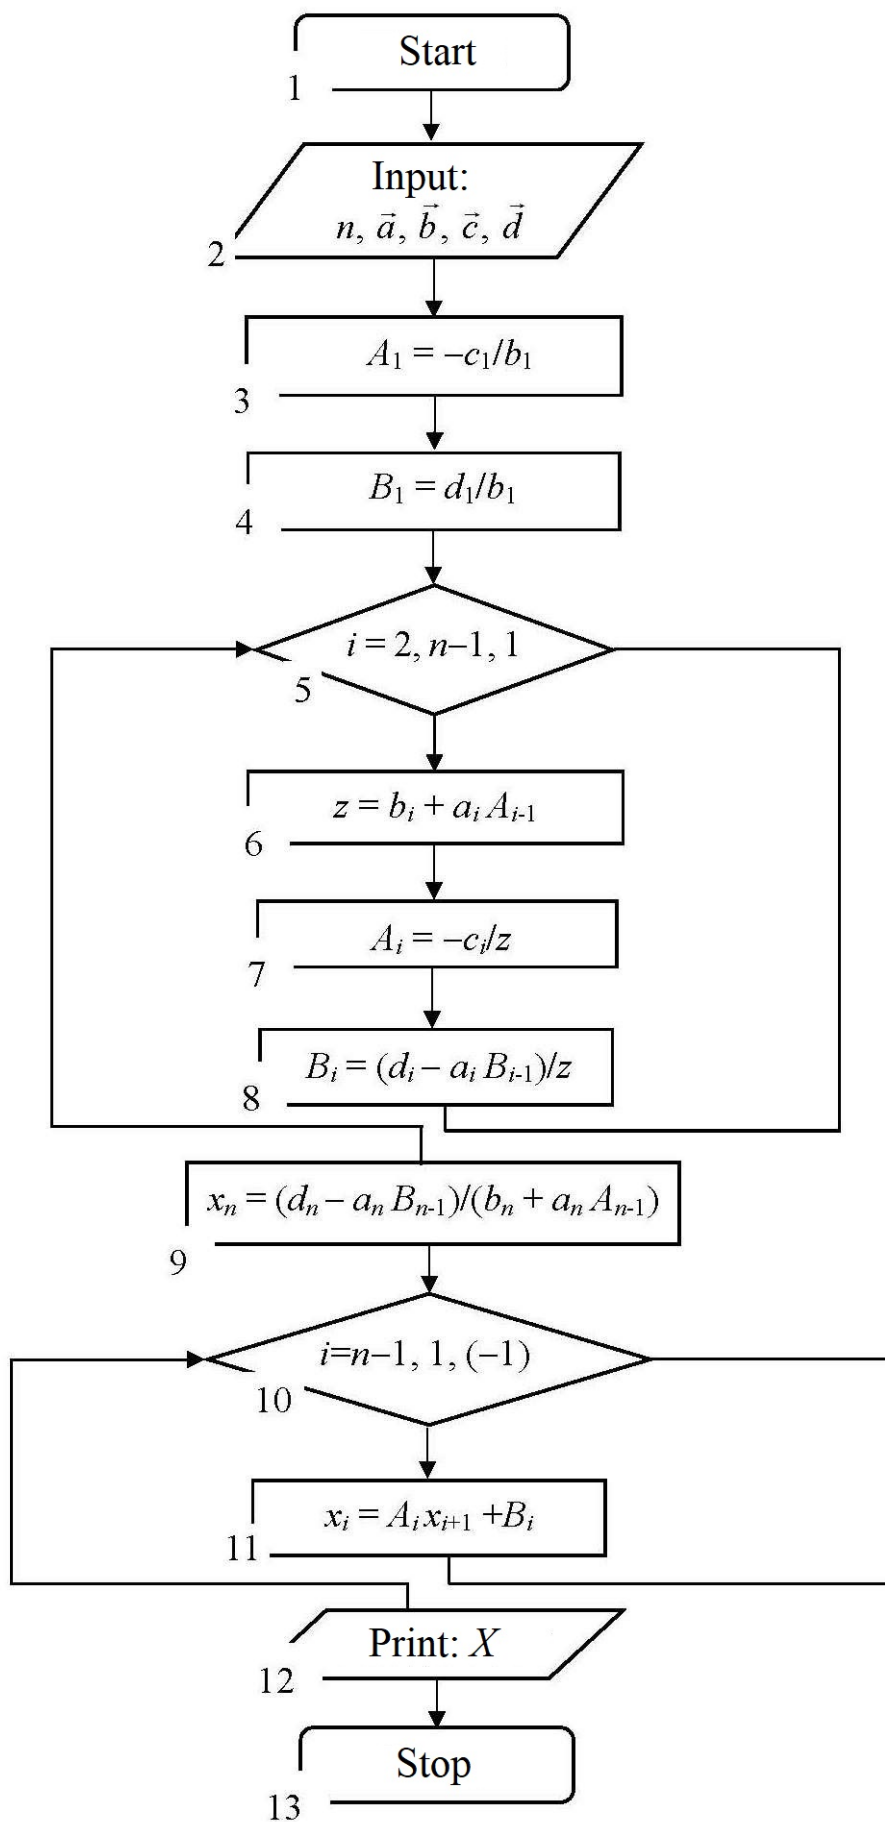 Start
1
Input:
n, a⃗, b⃗, c⃗, d⃗
2
A₁ = –c₁/b₁
3
B₁ = d₁/b₁
4
i = 2, n–1, 1
5
z = bᵢ + aᵢ Aᵢ₋₁
6
Aᵢ = –cᵢ/z
7
Bᵢ = (dᵢ – aᵢ Bᵢ₋₁)/z
8
xₙ = (dₙ – aₙ Bₙ₋₁)/(bₙ + aₙ Aₙ₋₁)
9
i=n–1, 1, (–1)
10
xᵢ = Aᵢ xᵢ₊₁ +Bᵢ
11
Print: X
12
Stop
13